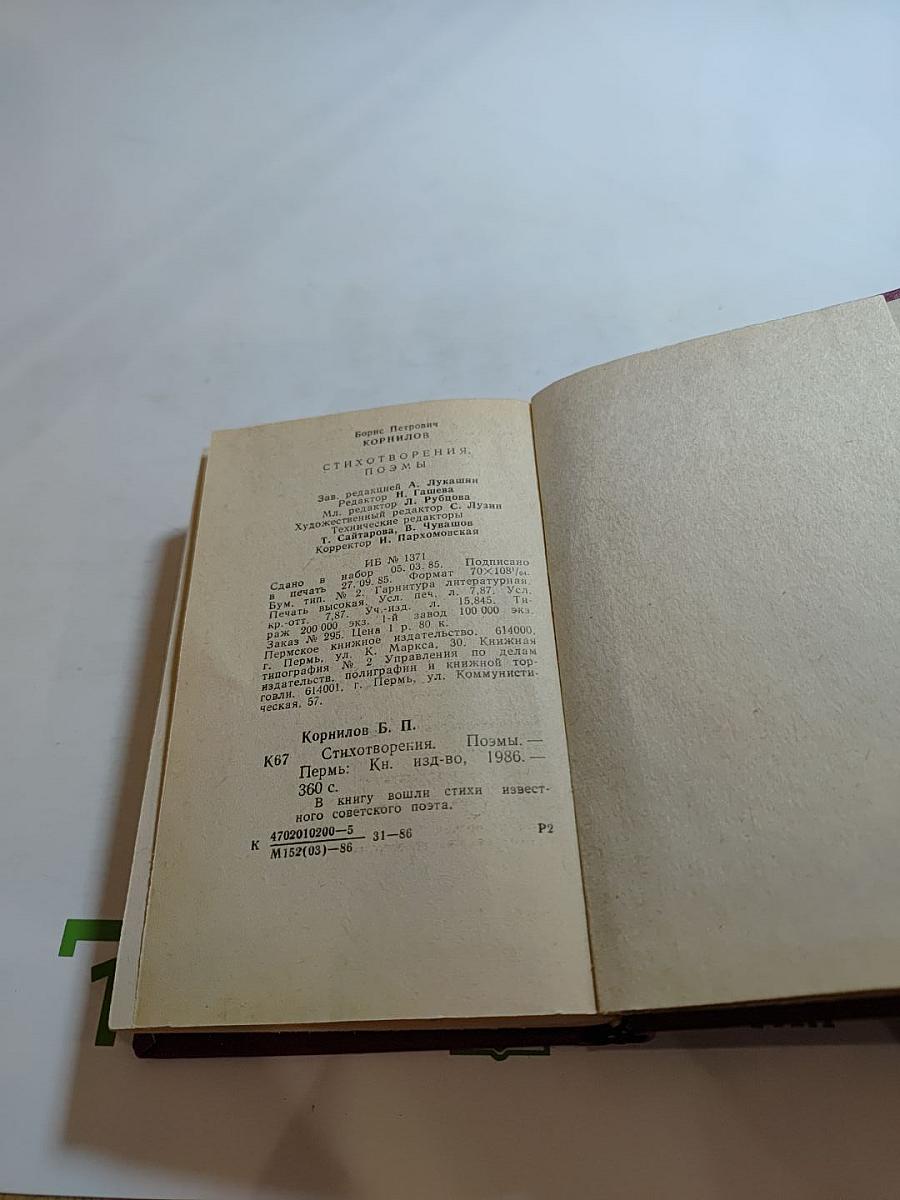 Борис Петрович
КОРНИЛОВ
СТИХОТВОРЕНИЯ.
ПОЭМЫ
Зав. редакцией А. Лукашин
Редактор Н. Гашева
Мл. редактор Л. Рубцова
Художественный редактор С. Лузин
Технические редакторы
Т. Сайтарова, В. Чувашов
Корректор И. Пархомовская
ИБ № 1371
Сдано в набор 05.03.85. Подписано
в печать 27.09.85. Формат 70×108¹/₆₄.
Бум. тип. № 2. Гарнитура литературная.
Печать высокая. Усл. печ. л. 7,87. Усл.
кр.-отт. 7,87. Уч.-изд. л. 15,845. Ти-
раж 200 000 экз. 1-й завод 100 000 экз.
Заказ № 295. Цена 1 р. 80 к.
Пермское книжное издательство. 614000,
г. Пермь, ул. К. Маркса, 30. Книжная
типография № 2 Управления по делам
издательств, полиграфии и книжной тор-
говли. 614001, г. Пермь, ул. Коммунисти-
ческая, 57.
Корнилов Б. П.
К67 Стихотворения. Поэмы. —
Пермь: Кн. изд-во, 1986. —
360 с.
В книгу вошли стихи извест-
ного советского поэта.
К 4702010200—5 31—86 Р2
М152(03)—86